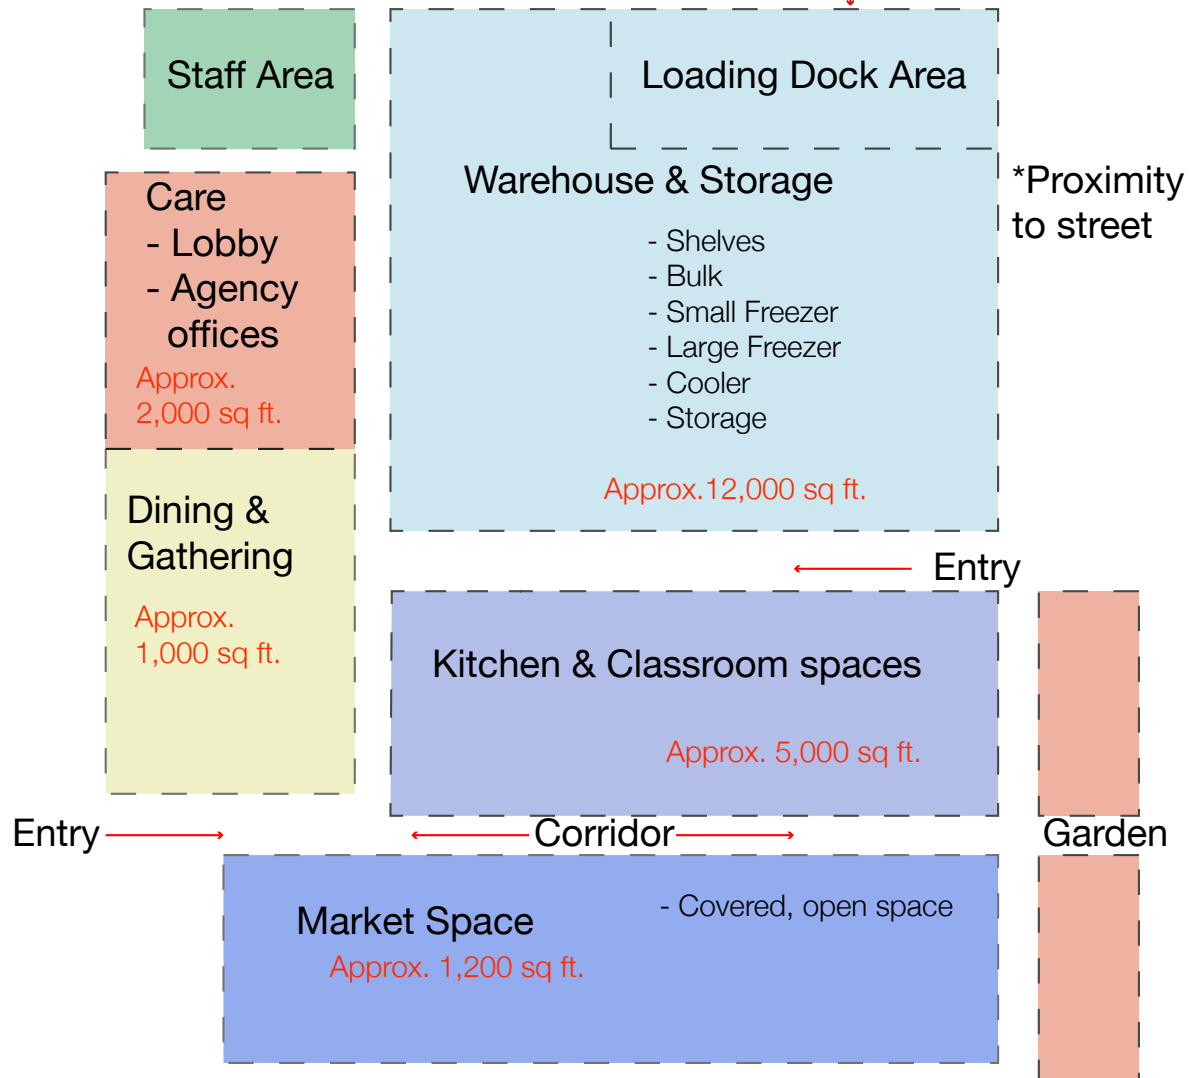 Staff Area
Loading Dock Area
Warehouse & Storage
*Proximity
to street
- Shelves
- Bulk
- Small Freezer
- Large Freezer
- Cooler
- Storage
Approx.12,000 sq ft.
Care
- Lobby
- Agency
offices
Approx.
2,000 sq ft.
Dining &
Gathering
Approx.
1,000 sq ft.
Entry
Kitchen & Classroom spaces
Approx. 5,000 sq ft.
Entry
Corridor
Garden
Market Space
- Covered, open space
Approx. 1,200 sq ft.